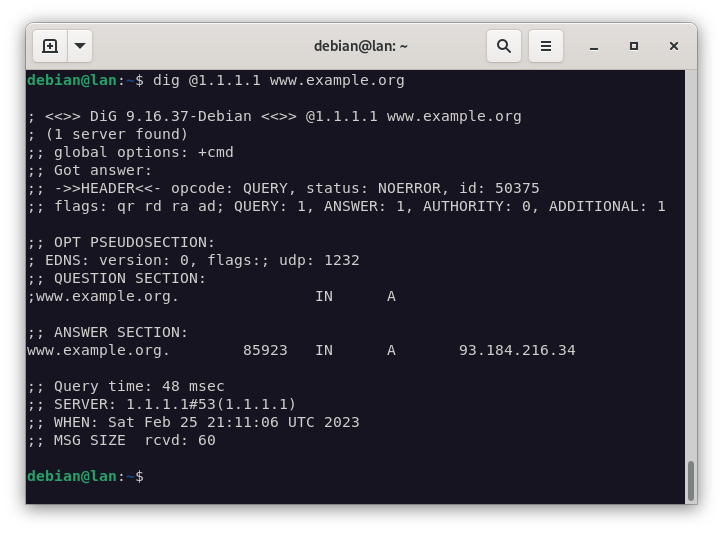 debian@lan: ~
debian@lan:~$ dig @1.1.1.1 www.example.org
; <<>> DiG 9.16.37-Debian <<>> @1.1.1.1 www.example.org
; (1 server found)
;; global options: +cmd
;; Got answer:
;; ->>HEADER<<- opcode: QUERY, status: NOERROR, id: 50375
;; flags: qr rd ra ad; QUERY: 1, ANSWER: 1, AUTHORITY: 0, ADDITIONAL: 1
;; OPT PSEUDOSECTION:
; EDNS: version: 0, flags:; udp: 1232
;; QUESTION SECTION:
;www.example.org.               IN      A
;; ANSWER SECTION:
www.example.org.        85923   IN      A       93.184.216.34
;; Query time: 48 msec
;; SERVER: 1.1.1.1#53(1.1.1.1)
;; WHEN: Sat Feb 25 21:11:06 UTC 2023
;; MSG SIZE  rcvd: 60
debian@lan:~$